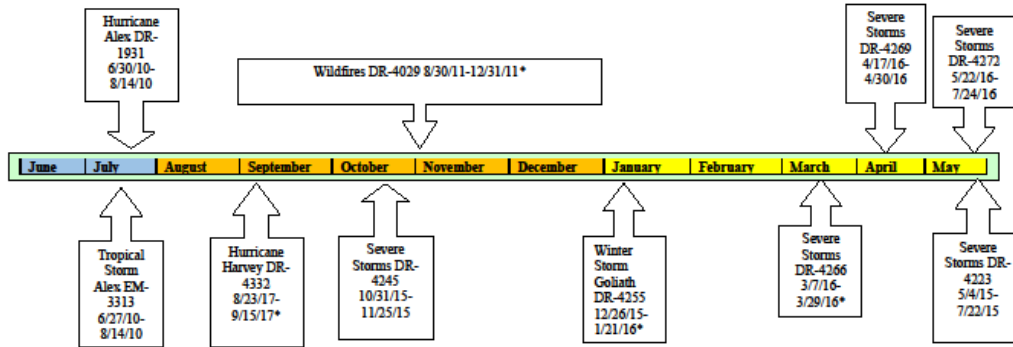 Hurricane
Alex DR-
1931
6/30/10-
8/14/10
Wildfires DR-4029 8/30/11-12/31/11*
Severe
Storms
DR-4269
4/17/16-
4/30/16
Severe
Storms
DR-4272
5/22/16-
7/24/16
June July August September October November December January February March April May
Tropical
Storm
Alex EM-
3313
6/27/10-
8/14/10
Hurricane
Harvey DR-
4332
8/23/17-
9/15/17*
Severe
Storms DR-
4245
10/31/15-
11/25/15
Winter
Storm
Goliath
DR-4255
12/26/15-
1/21/16*
Severe
Storms
DR-4266
3/7/16-
3/29/16*
Severe
Storms DR-
4223
5/4/15-
7/22/15